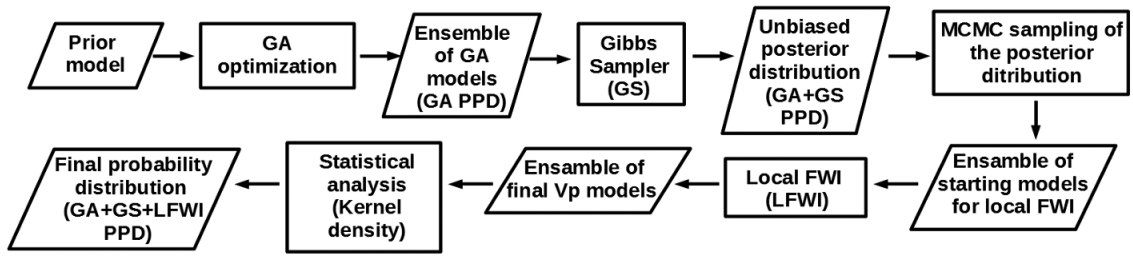 Prior
model
GA
optimization
Ensemble
of GA
models
(GA PPD)
Gibbs
Sampler
(GS)
Unbiased
posterior
distribution
(GA+GS
PPD)
MCMC sampling of
the posterior
ditribution
Ensamble of
starting models
for local FWI
Local FWI
(LFWI)
Ensamble of
final Vp models
Statistical
analysis
(Kernel
density)
Final probability
distribution
(GA+GS+LFWI
PPD)